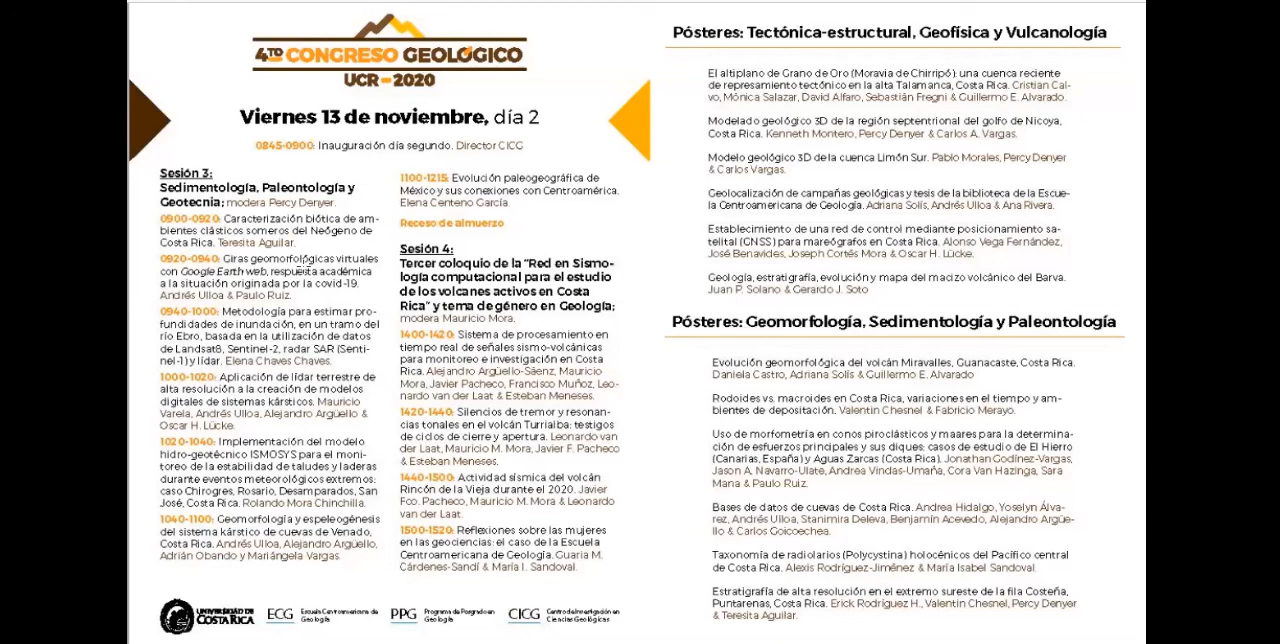 4TO CONGRESO GEOLÓGICO
UCR - 2020
Viernes 13 de noviembre, día 2
0845-0900: Inauguración día segundo. Director CICG
Sesión 3:
Sedimentología, Paleontología y
Geotecnia; modera Percy Denyer.
0900-0920: Caracterización biótica de am-
bientes clásticos someros del Neógeno de
Costa Rica. Teresita Aguilar.
0920-0940: Giras geomorfológicas virtuales
con Google Earth web, respuesta académica
a la situación originada por la covid-19.
Andrés Ulloa & Paulo Ruiz.
0940-1000: Metodología para estimar pro-
fundidades de inundación, en un tramo del
río Ebro, basada en la utilización de datos
de Landsat8, Sentinel-2, radar SAR (Senti-
nel-1) y lídar. Elena Chaves Chaves.
1000-1020: Aplicación de lídar terrestre de
alta resolución a la creación de modelos
digitales de sistemas kársticos. Mauricio
Varela, Andrés Ulloa, Alejandro Argüello &
Oscar H. Lücke.
1020-1040: Implementación del modelo
hidro-geotécnico ISMOSYS para el moni-
toreo de la estabilidad de taludes y laderas
durante eventos meteorológicos extremos:
caso Chirogres, Rosario, Desamparados, San
José, Costa Rica. Rolando Mora Chinchilla.
1040-1100: Geomorfología y espeleogénesis
del sistema kárstico de cuevas de Venado,
Costa Rica. Andrés Ulloa, Alejandro Argüello,
Adrián Obando y Mariángela Vargas
1100-1215: Evolución paleogeográfica de
México y sus conexiones con Centroamérica.
Elena Centeno García.
Receso de almuerzo
Sesión 4:
Tercer coloquio de la "Red en Sismo-
logía computacional para el estudio
de los volcanes activos en Costa
Rica" y tema de género en Geología;
modera Mauricio Mora.
1400-1420: Sistema de procesamiento en
tiempo real de señales sismo-volcánicas
para monitoreo e investigación en Costa
Rica. Alejandro Argüello-Sáenz, Mauricio
Mora, Javier Pacheco, Francisco Muñoz, Leo-
nardo van der Laat & Esteban Meneses.
1420-1440: Silencios de tremor y resonan-
cias tonales en el volcán Turrialba: testigos
de ciclos de cierre y apertura. Leonardo van
der Laat, Mauricio M. Mora, Javier F. Pacheco
& Esteban Meneses.
1440-1500: Actividad sísmica del volcán
Rincón de la Vieja durante el 2020. Javier
Fco. Pacheco, Mauricio M. Mora & Leonardo
van der Laat.
1500-1520: Reflexiones sobre las mujeres
en las geociencias: el caso de la Escuela
Centroamericana de Geología. Guaria M.
Cárdenes-Sandí & María I. Sandoval.
UNIVERSIDAD DE
COSTA RICA
ECG Escuela Centroamericana de
Geología
PPG Programa de Posgrado en
Geología
CICG Centro de Investigación en
Ciencias Geológicas
Pósteres: Tectónica-estructural, Geofísica y Vulcanología
El altiplano de Grano de Oro (Moravia de Chirripó): una cuenca reciente
de represamiento tectónico en la alta Talamanca, Costa Rica. Cristian Cal-
vo, Mónica Salazar, David Alfaro, Sebastián Fregni & Guillermo E. Alvarado.
Modelado geológico 3D de la región septentrional del golfo de Nicoya,
Costa Rica. Kenneth Montero, Percy Denyer & Carlos A. Vargas.
Modelo geológico 3D de la cuenca Limón Sur. Pablo Morales, Percy Denyer
& Carlos Vargas.
Geolocalización de campañas geológicas y tesis de la biblioteca de la Escue-
la Centroamericana de Geología. Adriana Solís, Andrés Ulloa & Ana Rivera.
Establecimiento de una red de control mediante posicionamiento sa-
telital (CNSS) para mareógrafos en Costa Rica. Alonso Vega Fernández,
José Benavides, Joseph Cortés Mora & Oscar H. Lücke.
Geología, estratigrafía, evolución y mapa del macizo volcánico del Barva.
Juan P. Solano & Gerardo J. Soto
Pósteres: Geomorfología, Sedimentología y Paleontología
Evolución geomorfológica del volcán Miravalles, Guanacaste, Costa Rica.
Daniela Castro, Adriana Solís & Guillermo E. Alvarado
Rodoides vs. macroides en Costa Rica, variaciones en el tiempo y am-
bientes de depositación. Valentin Chesnel & Fabricio Merayo.
Uso de morfometría en conos piroclásticos y maares para la determina-
ción de esfuerzos principales y sus diques: casos de estudio de El Hierro
(Canarias, España) y Aguas Zarcas (Costa Rica). Jonathan Godínez-Vargas,
Jason A. Navarro-Ulate, Andrea Vindas-Umaña, Cora Van Hazinga, Sara
Mana & Paulo Ruiz.
Bases de datos de cuevas de Costa Rica. Andrea Hidalgo, Yoselyn Álva-
rez, Andrés Ulloa, Stanimira Deleva, Benjamín Acevedo, Alejandro Argüe-
llo & Carlos Goicoechea.
Taxonomía de radiolarios (Polycystina) holocénicos del Pacífico central
de Costa Rica. Alexis Rodríguez-Jiménez & María Isabel Sandoval.
Estratigrafía de alta resolución en el extremo sureste de la fila Costeña,
Puntarenas, Costa Rica. Erick Rodríguez H., Valentin Chesnel, Percy Denyer
& Teresita Aguilar.